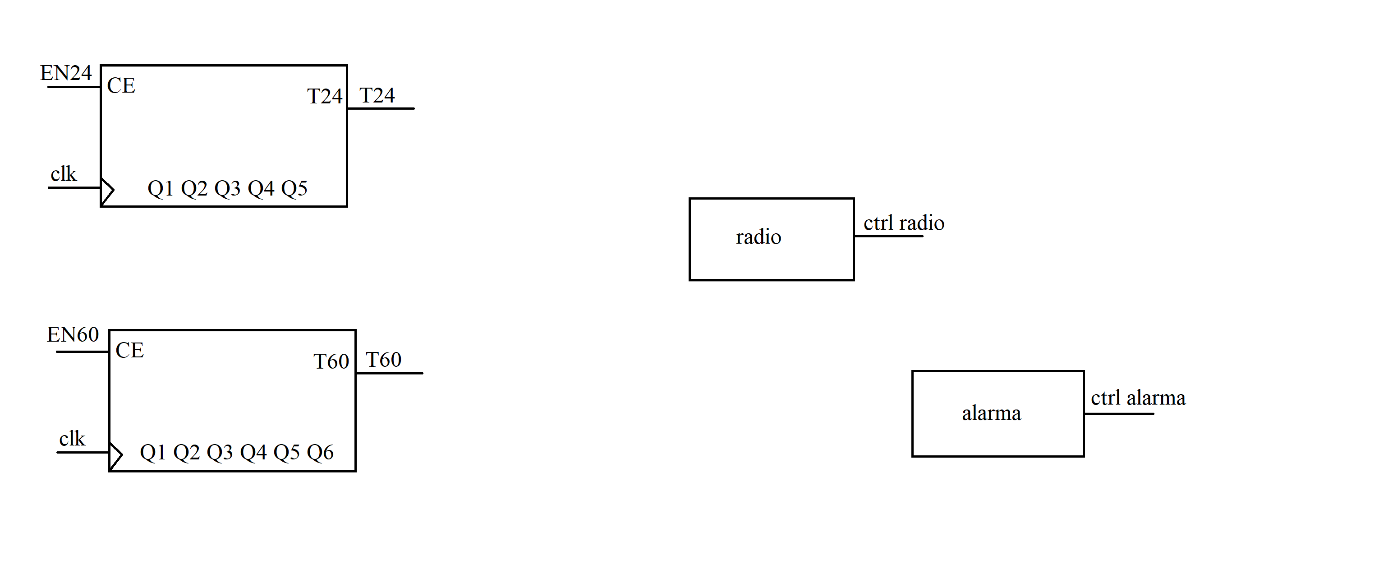 EN24
CE
T24
T24
clk
Q1 Q2 Q3 Q4 Q5
radio
ctrl radio
EN60
CE
T60
T60
clk
Q1 Q2 Q3 Q4 Q5 Q6
alarma
ctrl alarma